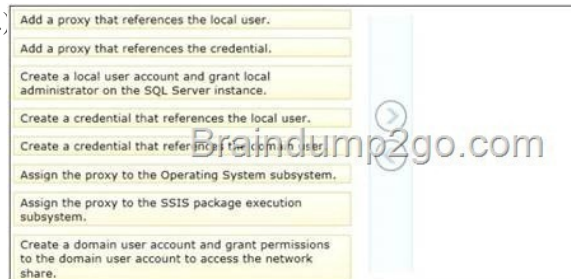 Add a proxy that references the local user.
Add a proxy that references the credential.
Create a local user account and grant local
administrator on the SQL Server instance.
Create a credential that references the local user.
Create a credential that references the domain user.
Assign the proxy to the Operating System subsystem.
Assign the proxy to the SSIS package execution
subsystem.
Create a domain user account and grant permissions
to the domain user account to access the network
share.
Braindump2go.com